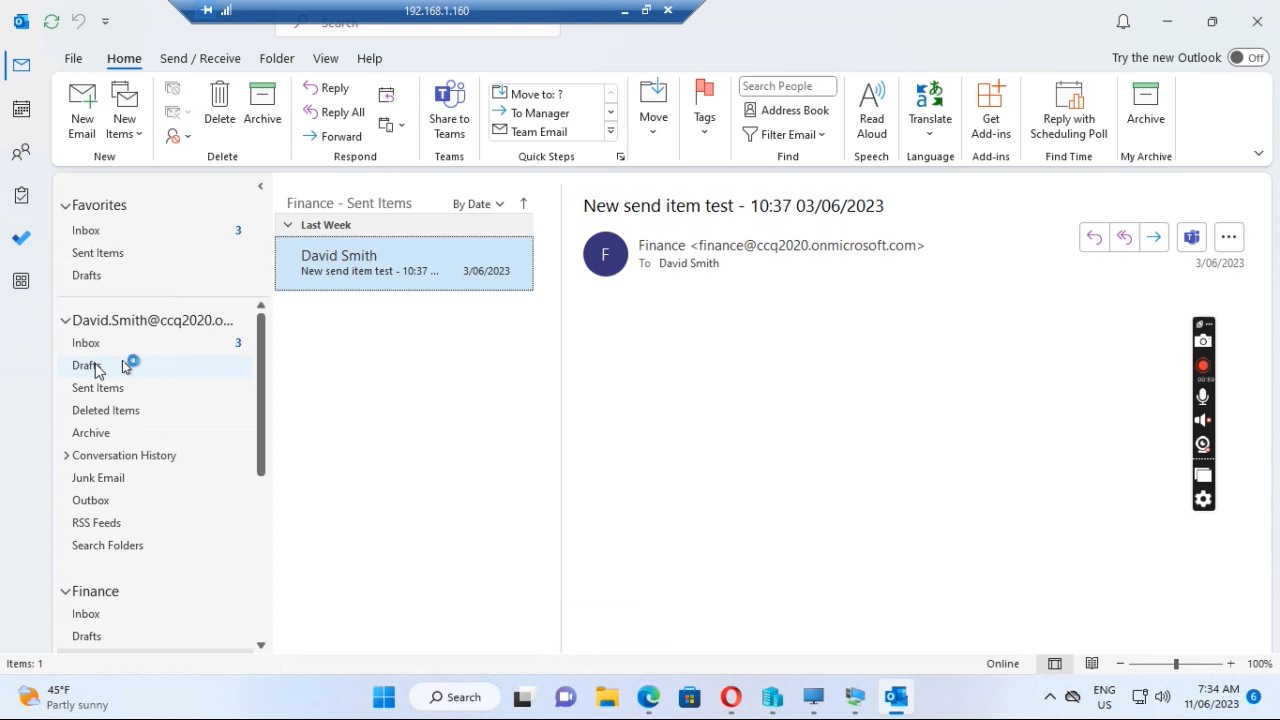 192.168.1.160
Search
File Home Send / Receive Folder View Help
Try the new Outlook Off
New Email
New Items
New
Delete
Archive
Delete
Reply
Reply All
Forward
Respond
Share to Teams
Teams
Move to: ?
To Manager
Team Email
Quick Steps
Move
Tags
Search People
Address Book
Filter Email
Find
Read Aloud
Speech
Translate
Language
Get Add-ins
Add-ins
Reply with Scheduling Poll
Find Time
Archive
My Archive
Favorites
Inbox 3
Sent Items
Drafts
David.Smith@ccq2020.o...
Inbox 3
Drafts
Sent Items
Deleted Items
Archive
Conversation History
Junk Email
Outbox
RSS Feeds
Search Folders
Finance
Inbox
Drafts
Finance - Sent Items By Date
Last Week
David Smith
New send item test - 10:37 ... 3/06/2023
New send item test - 10:37 03/06/2023
F
Finance <finance@ccq2020.onmicrosoft.com>
To David Smith
3/06/2023
00:59
Items: 1
Online
100%
45°F
Partly sunny
Search
ENG
US
7:34 AM
11/06/2023
6